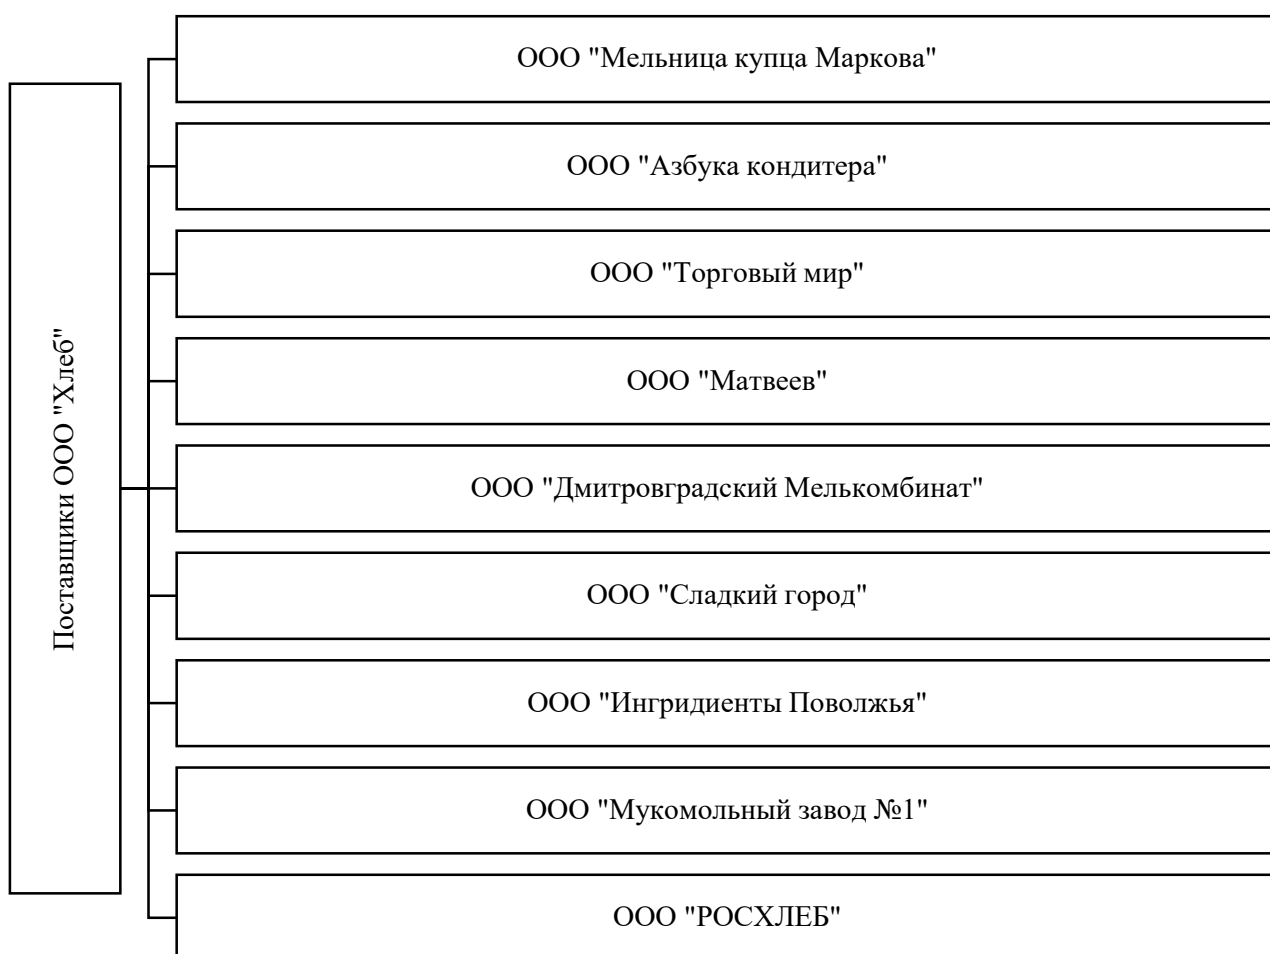 Поставщики ООО "Хлеб"
ООО "Мельница купца Маркова"
ООО "Азбука кондитера"
ООО "Торговый мир"
ООО "Матвеев"
ООО "Дмитровградский Мелькомбинат"
ООО "Сладкий город"
ООО "Ингридиенты Поволжья"
ООО "Мукомольный завод №1"
ООО "РОСХЛЕБ"